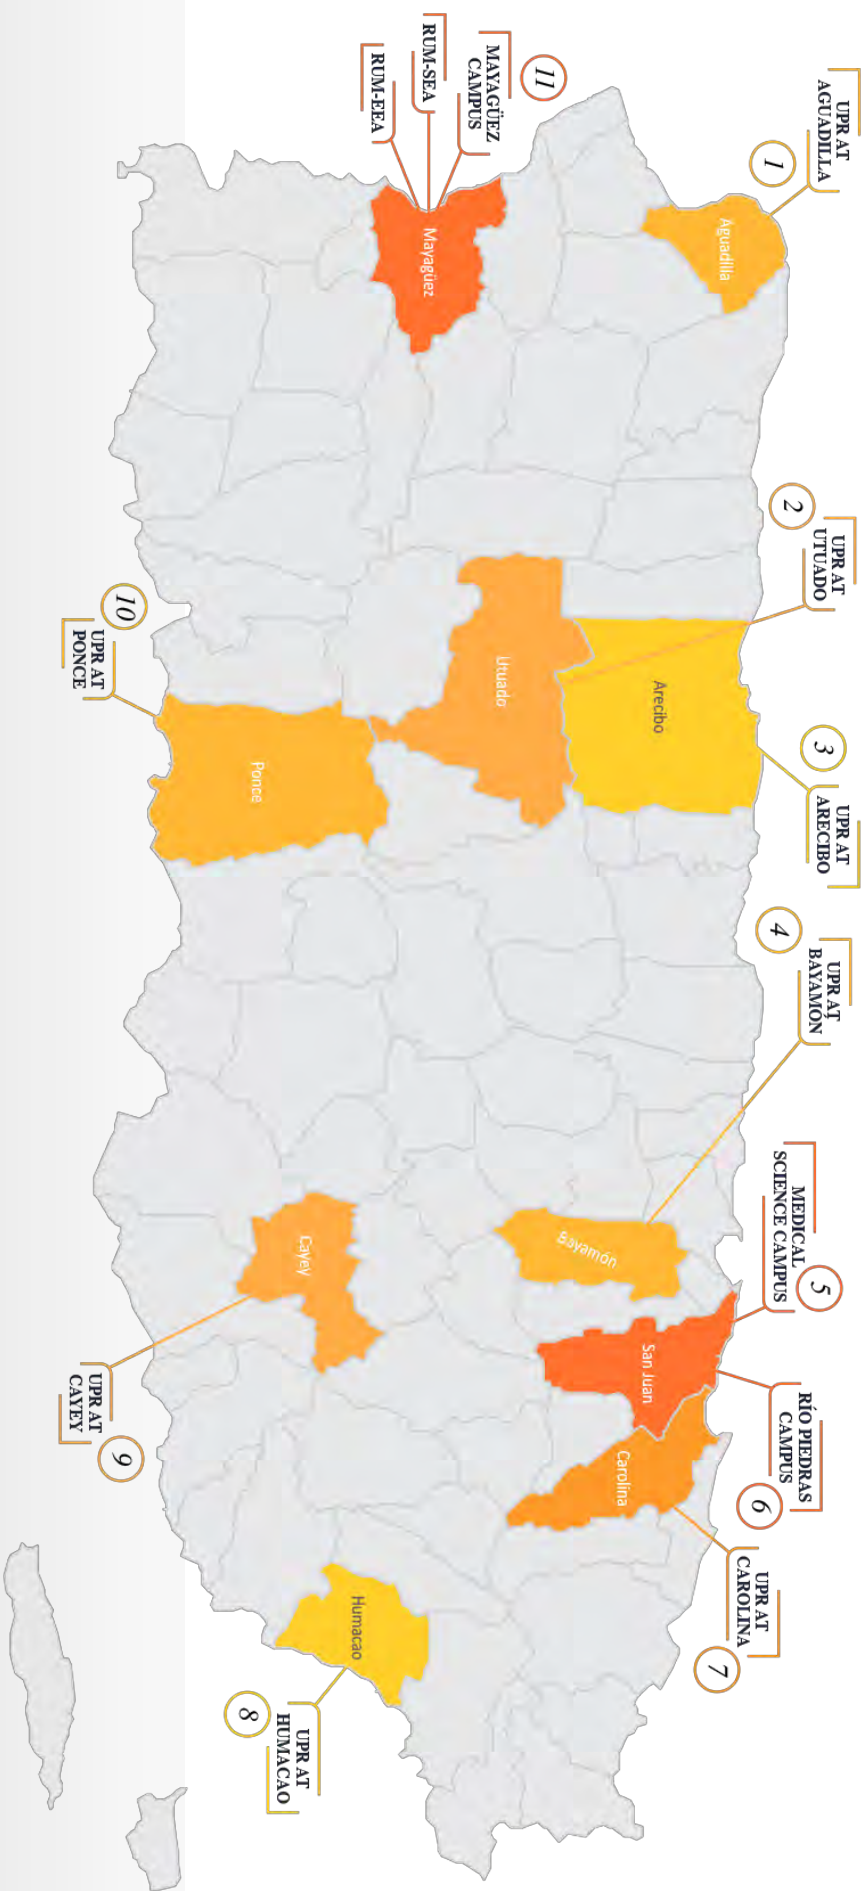 UPR AT
AGUADILLA
1
Aguadilla
UPR AT
UTUADO
2
Utuado
3
UPR AT
ARECIBO
Arecibo
4
UPR AT
BAYAMÓN
Bayamón
MEDICAL
SCIENCE CAMPUS
5
San Juan
RÍO PIEDRAS
CAMPUS
6
UPR AT
CAROLINA
7
Carolina
Humacao
8
UPR AT
HUMACAO
Cayey
UPR AT
CAYEY
9
Ponce
10
UPR AT
PONCE
11
MAYAGÜEZ
CAMPUS
RUM-SEA
RUM-EEA
Mayagüez